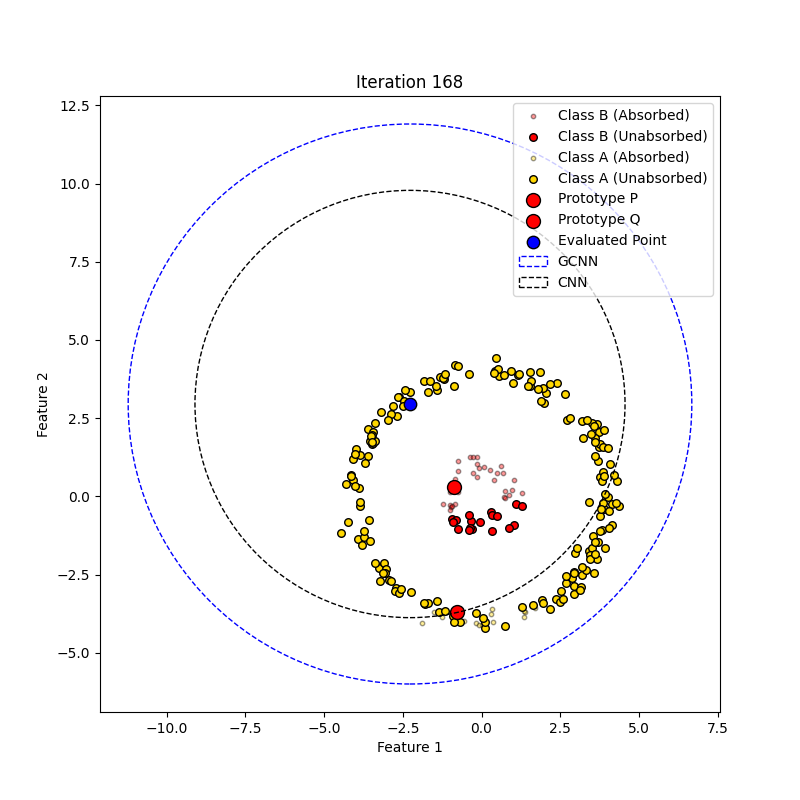 Iteration 168
12.5
10.0
7.5
5.0
2.5
0.0
−2.5
−5.0
Feature 2
Class B (Absorbed)
Class B (Unabsorbed)
Class A (Absorbed)
Class A (Unabsorbed)
Prototype P
Prototype Q
Evaluated Point
GCNN
CNN
−10.0 −7.5 −5.0 −2.5 0.0 2.5 5.0 7.5
Feature 1